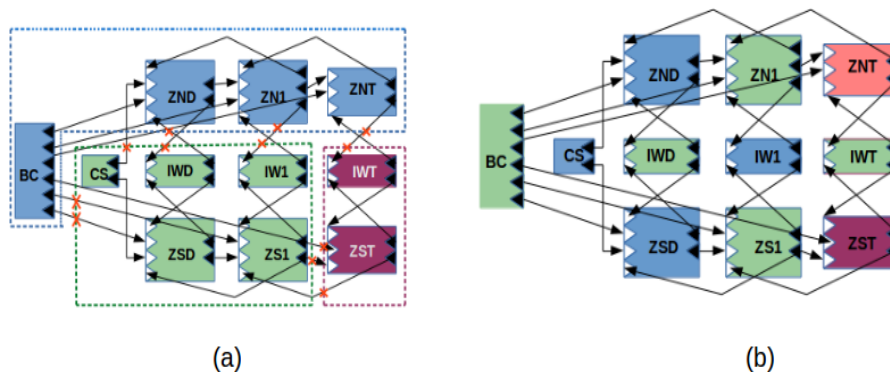 ZND ZN1 ZNT
BC CS IWD IW1 IWT
ZSD ZS1 ZST
(a)
ZND ZN1 ZNT
BC CS IWD IW1 IWT
ZSD ZS1 ZST
(b)